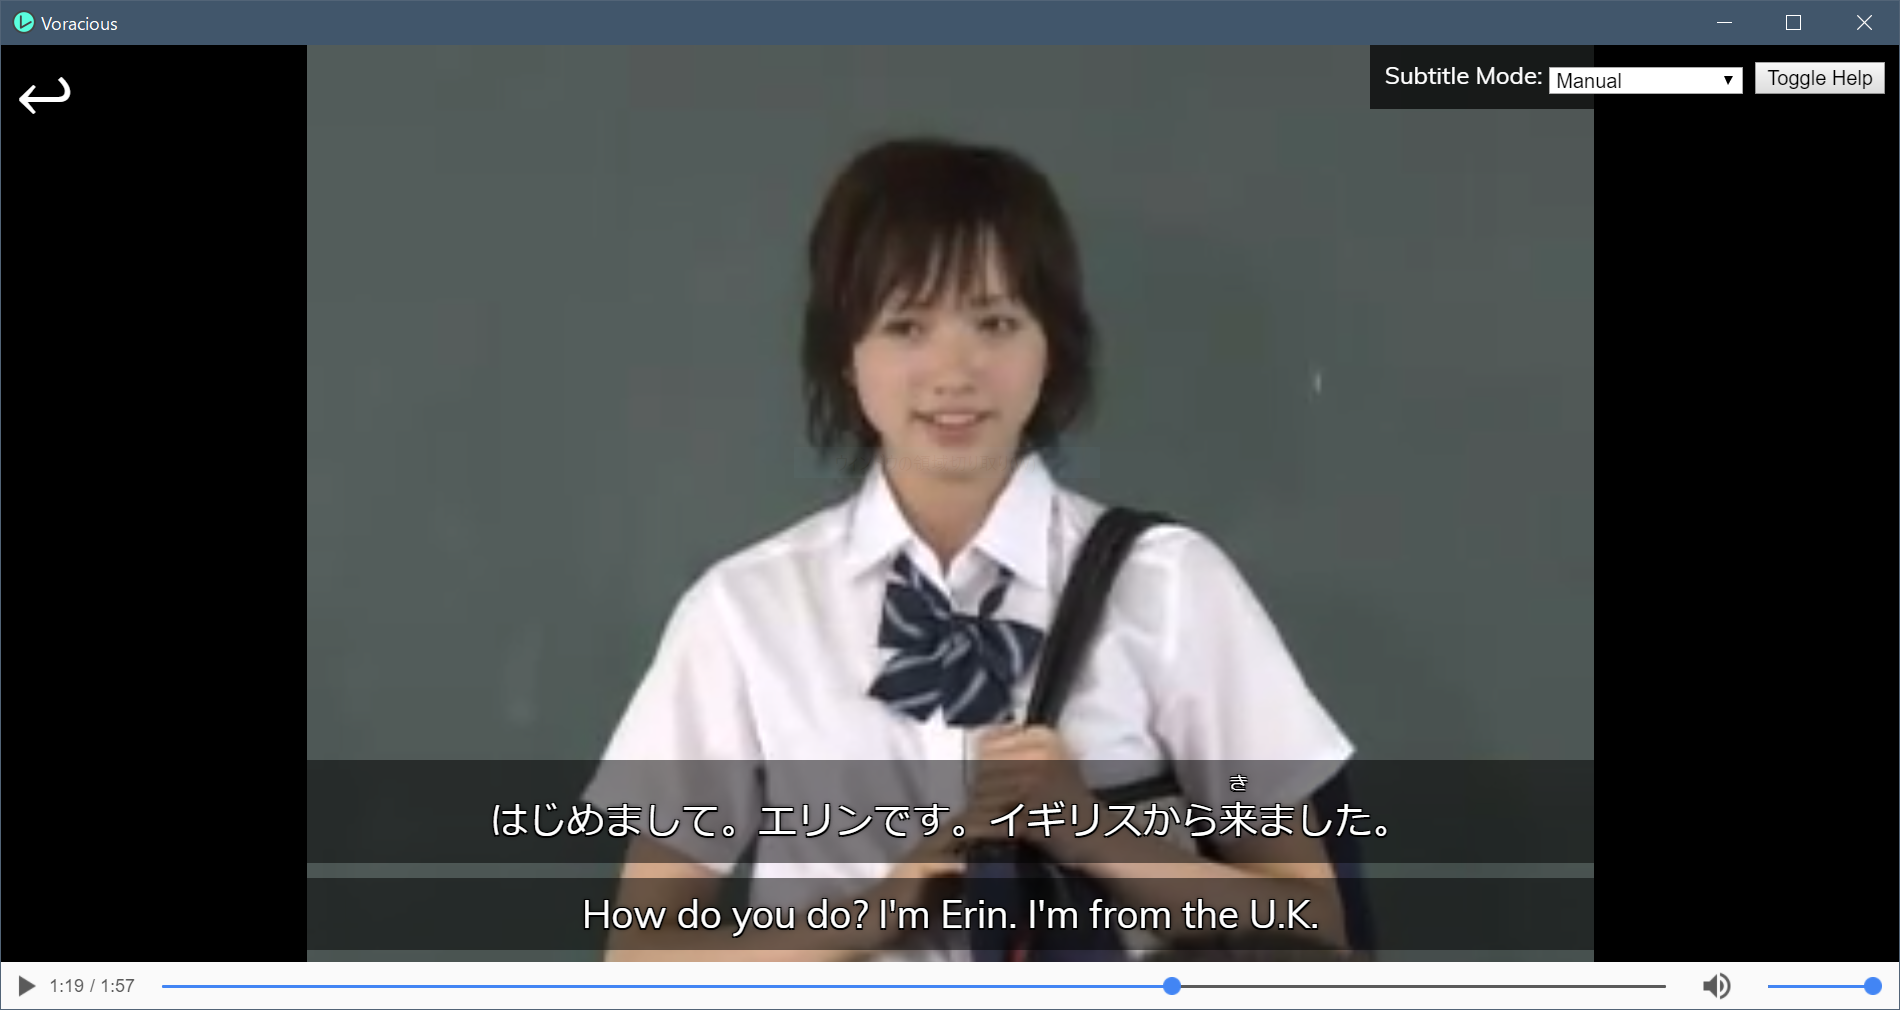 Voracious
Subtitle Mode: Manual Toggle Help
き
はじめまして。エリンです。イギリスから来ました。
How do you do? I'm Erin. I'm from the U.K.
1:19 / 1:57